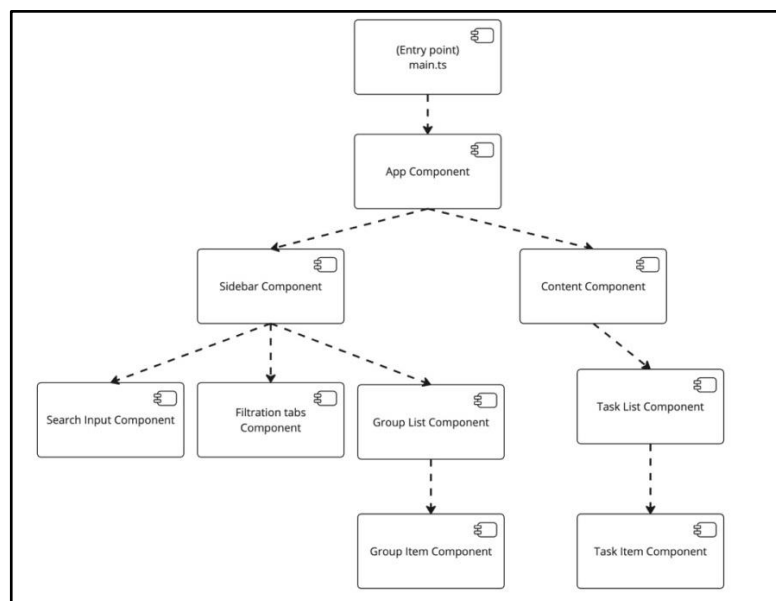 (Entry point)
main.ts
App Component
Sidebar Component
Content Component
Search Input Component
Filtration tabs
Component
Group List Component
Task List Component
Group Item Component
Task Item Component